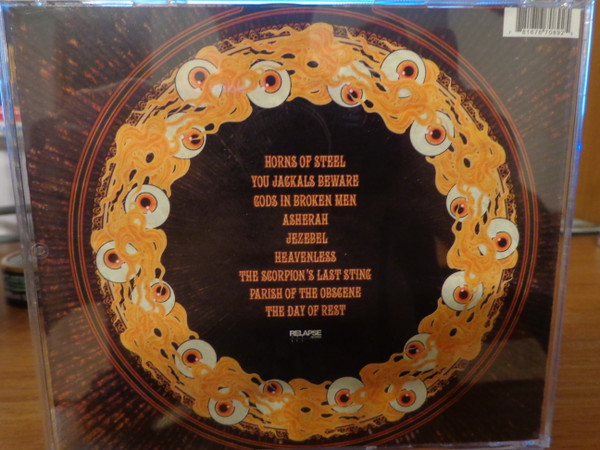 HORNS OF STEEL
YOU JACKALS BEWARE
GODS IN BROKEN MEN
ASHERAH
JEZEBEL
HEAVENLESS
THE SCORPION'S LAST STING
PARISH OF THE OBSCENE
THE DAY OF REST
RELAPSE